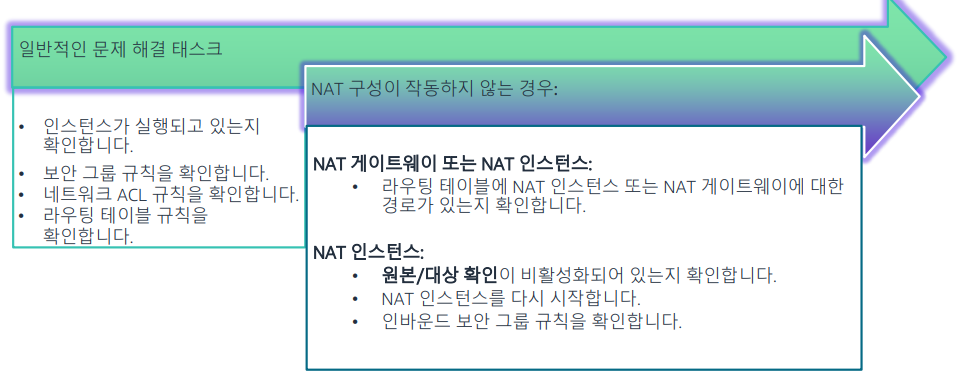 일반적인 문제 해결 태스크
• 인스턴스가 실행되고 있는지
확인합니다.
• 보안 그룹 규칙을 확인합니다.
• 네트워크 ACL 규칙을 확인합니다.
• 라우팅 테이블 규칙을
확인합니다.
NAT 구성이 작동하지 않는 경우:
NAT 게이트웨이 또는 NAT 인스턴스:
• 라우팅 테이블에 NAT 인스턴스 또는 NAT 게이트웨이에 대한
경로가 있는지 확인합니다.
NAT 인스턴스:
• 원본/대상 확인이 비활성화되어 있는지 확인합니다.
• NAT 인스턴스를 다시 시작합니다.
• 인바운드 보안 그룹 규칙을 확인합니다.